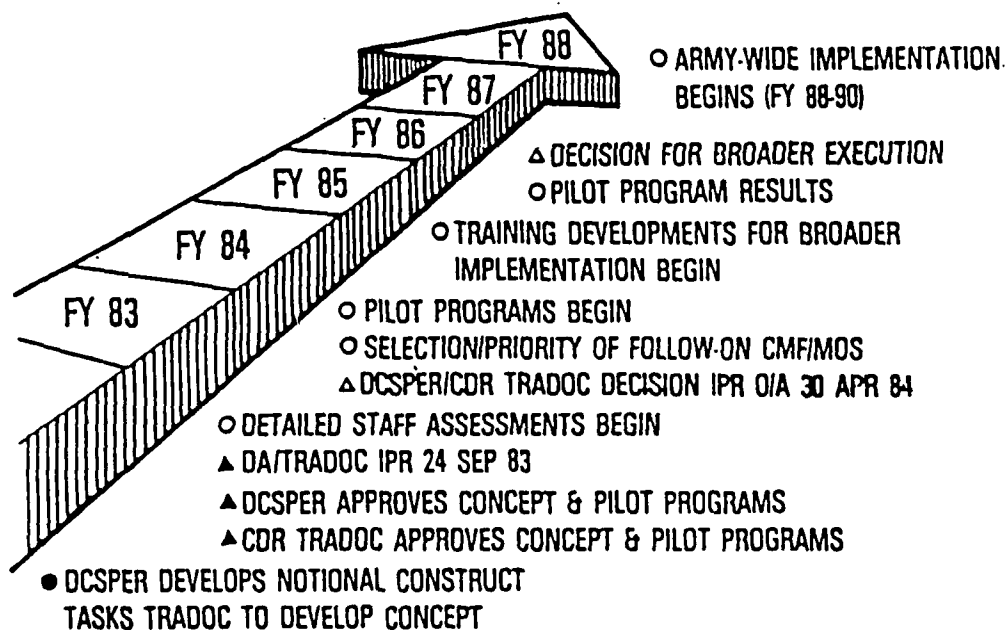 FY 88
FY 87
FY 86
FY 85
FY 84
FY 83
○ ARMY-WIDE IMPLEMENTATION
BEGINS (FY 88-90)
△ DECISION FOR BROADER EXECUTION
○ PILOT PROGRAM RESULTS
○ TRAINING DEVELOPMENTS FOR BROADER
IMPLEMENTATION BEGIN
○ PILOT PROGRAMS BEGIN
○ SELECTION/PRIORITY OF FOLLOW-ON CMF/MOS
△ DCSPER/CDR TRADOC DECISION IPR O/A 30 APR 84
○ DETAILED STAFF ASSESSMENTS BEGIN
▲ DA/TRADOC IPR 24 SEP 83
▲ DCSPER APPROVES CONCEPT & PILOT PROGRAMS
▲ CDR TRADOC APPROVES CONCEPT & PILOT PROGRAMS
● DCSPER DEVELOPS NOTIONAL CONSTRUCT
TASKS TRADOC TO DEVELOP CONCEPT